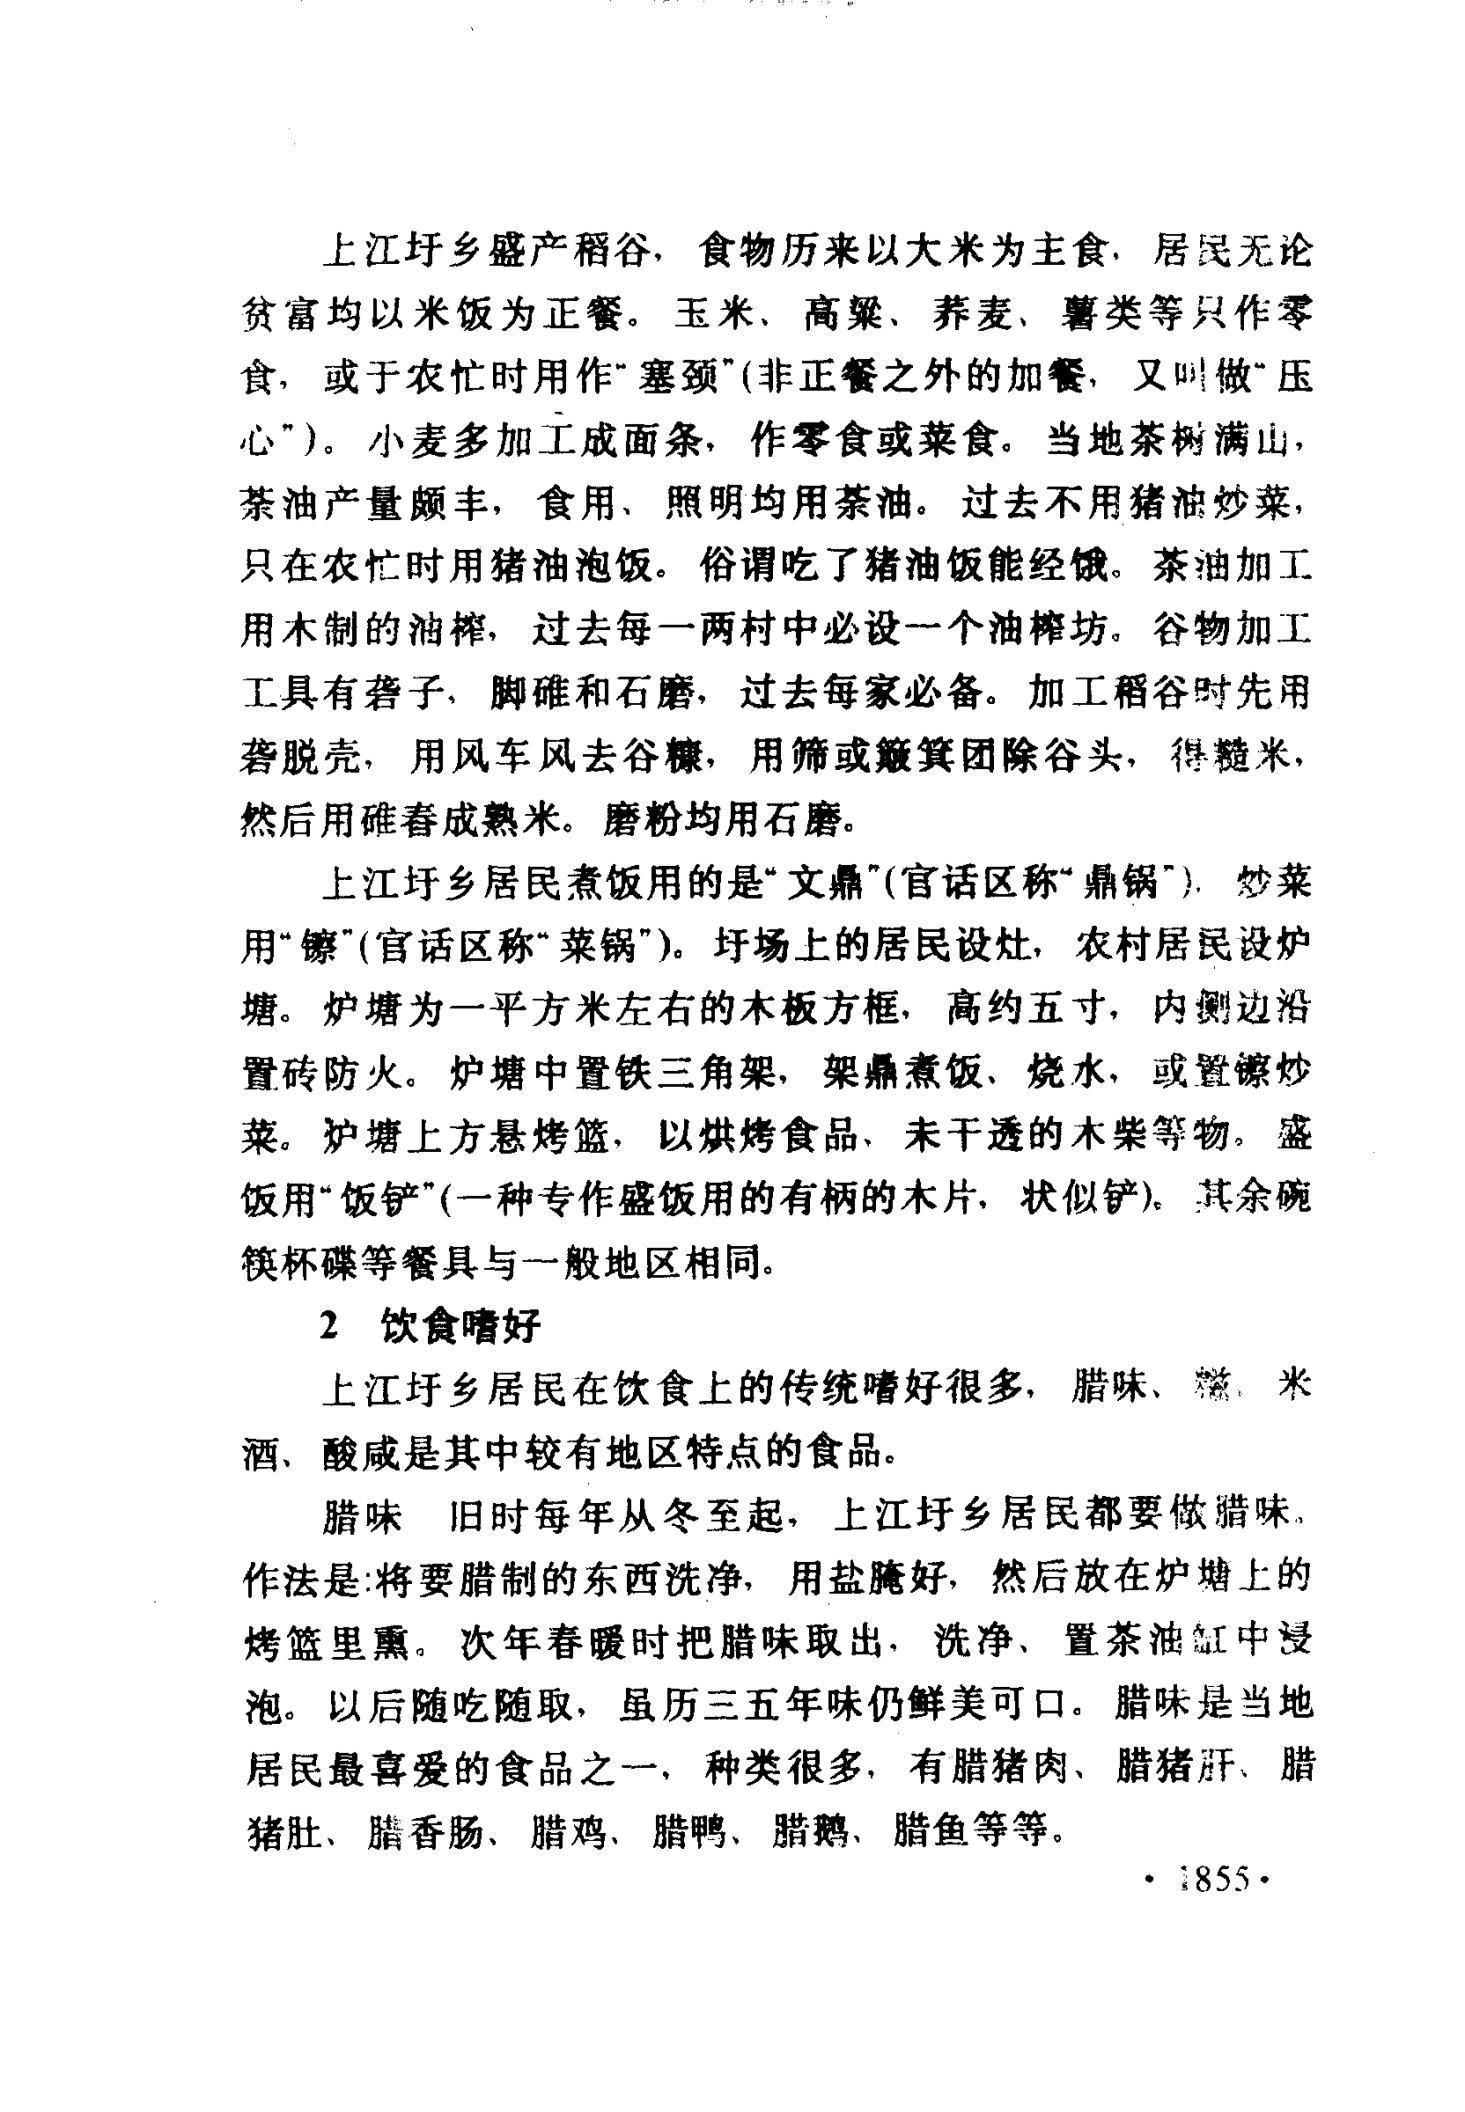 上江圩乡盛产稻谷，食物历来以大米为主食，居民无论
贫富均以米饭为正餐。玉米、高粱、荞麦、薯类等只作零
食，或于农忙时用作“塞颈”(非正餐之外的加餐，又叫做“压
心”)。小麦多加工成面条，作零食或菜食。当地茶树满山，
茶油产量颇丰，食用、照明均用茶油。过去不用猪油炒菜，
只在农忙时用猪油泡饭。俗谓吃了猪油饭能经饿。茶油加工
用木制的油榨，过去每一两村中必设一个油榨坊。谷物加工
工具有砻子、脚碓和石磨，过去每家必备。加工稻谷时先用
砻脱壳，用风车风去谷糠，用筛或簸箕团除谷头，得糙米，
然后用碓舂成熟米。磨粉均用石磨。
上江圩乡居民煮饭用的是“文鼎”(官话区称“鼎锅”)，炒菜
用“镲”(官话区称“菜锅”)。圩场上的居民设灶，农村居民设炉
塘。炉塘为一平方米左右的木板方框，高约五寸，内侧边沿
置砖防火。炉塘中置铁三角架，架鼎煮饭、烧水，或置镲炒
菜。炉塘上方悬烤篮，以烘烤食品、未干透的木柴等物。盛
饭用“饭铲”(一种专作盛饭用的有柄的木片，状似铲)。其余碗
筷杯碟等餐具与一般地区相同。
2 饮食嗜好
上江圩乡居民在饮食上的传统嗜好很多，腊味、糍、米
酒、酸咸是其中较有地区特点的食品。
腊味 旧时每年从冬至起，上江圩乡居民都要做腊味。
作法是:将要腊制的东西洗净，用盐腌好，然后放在炉塘上的
烤篮里熏。次年春暖时把腊味取出，洗净、置茶油缸中浸
泡。以后随吃随取，虽历三五年味仍鲜美可口。腊味是当地
居民最喜爱的食品之一，种类很多，有腊猪肉、腊猪肝、腊
猪肚、腊香肠、腊鸡、腊鸭、腊鹅、腊鱼等等。
·1855·